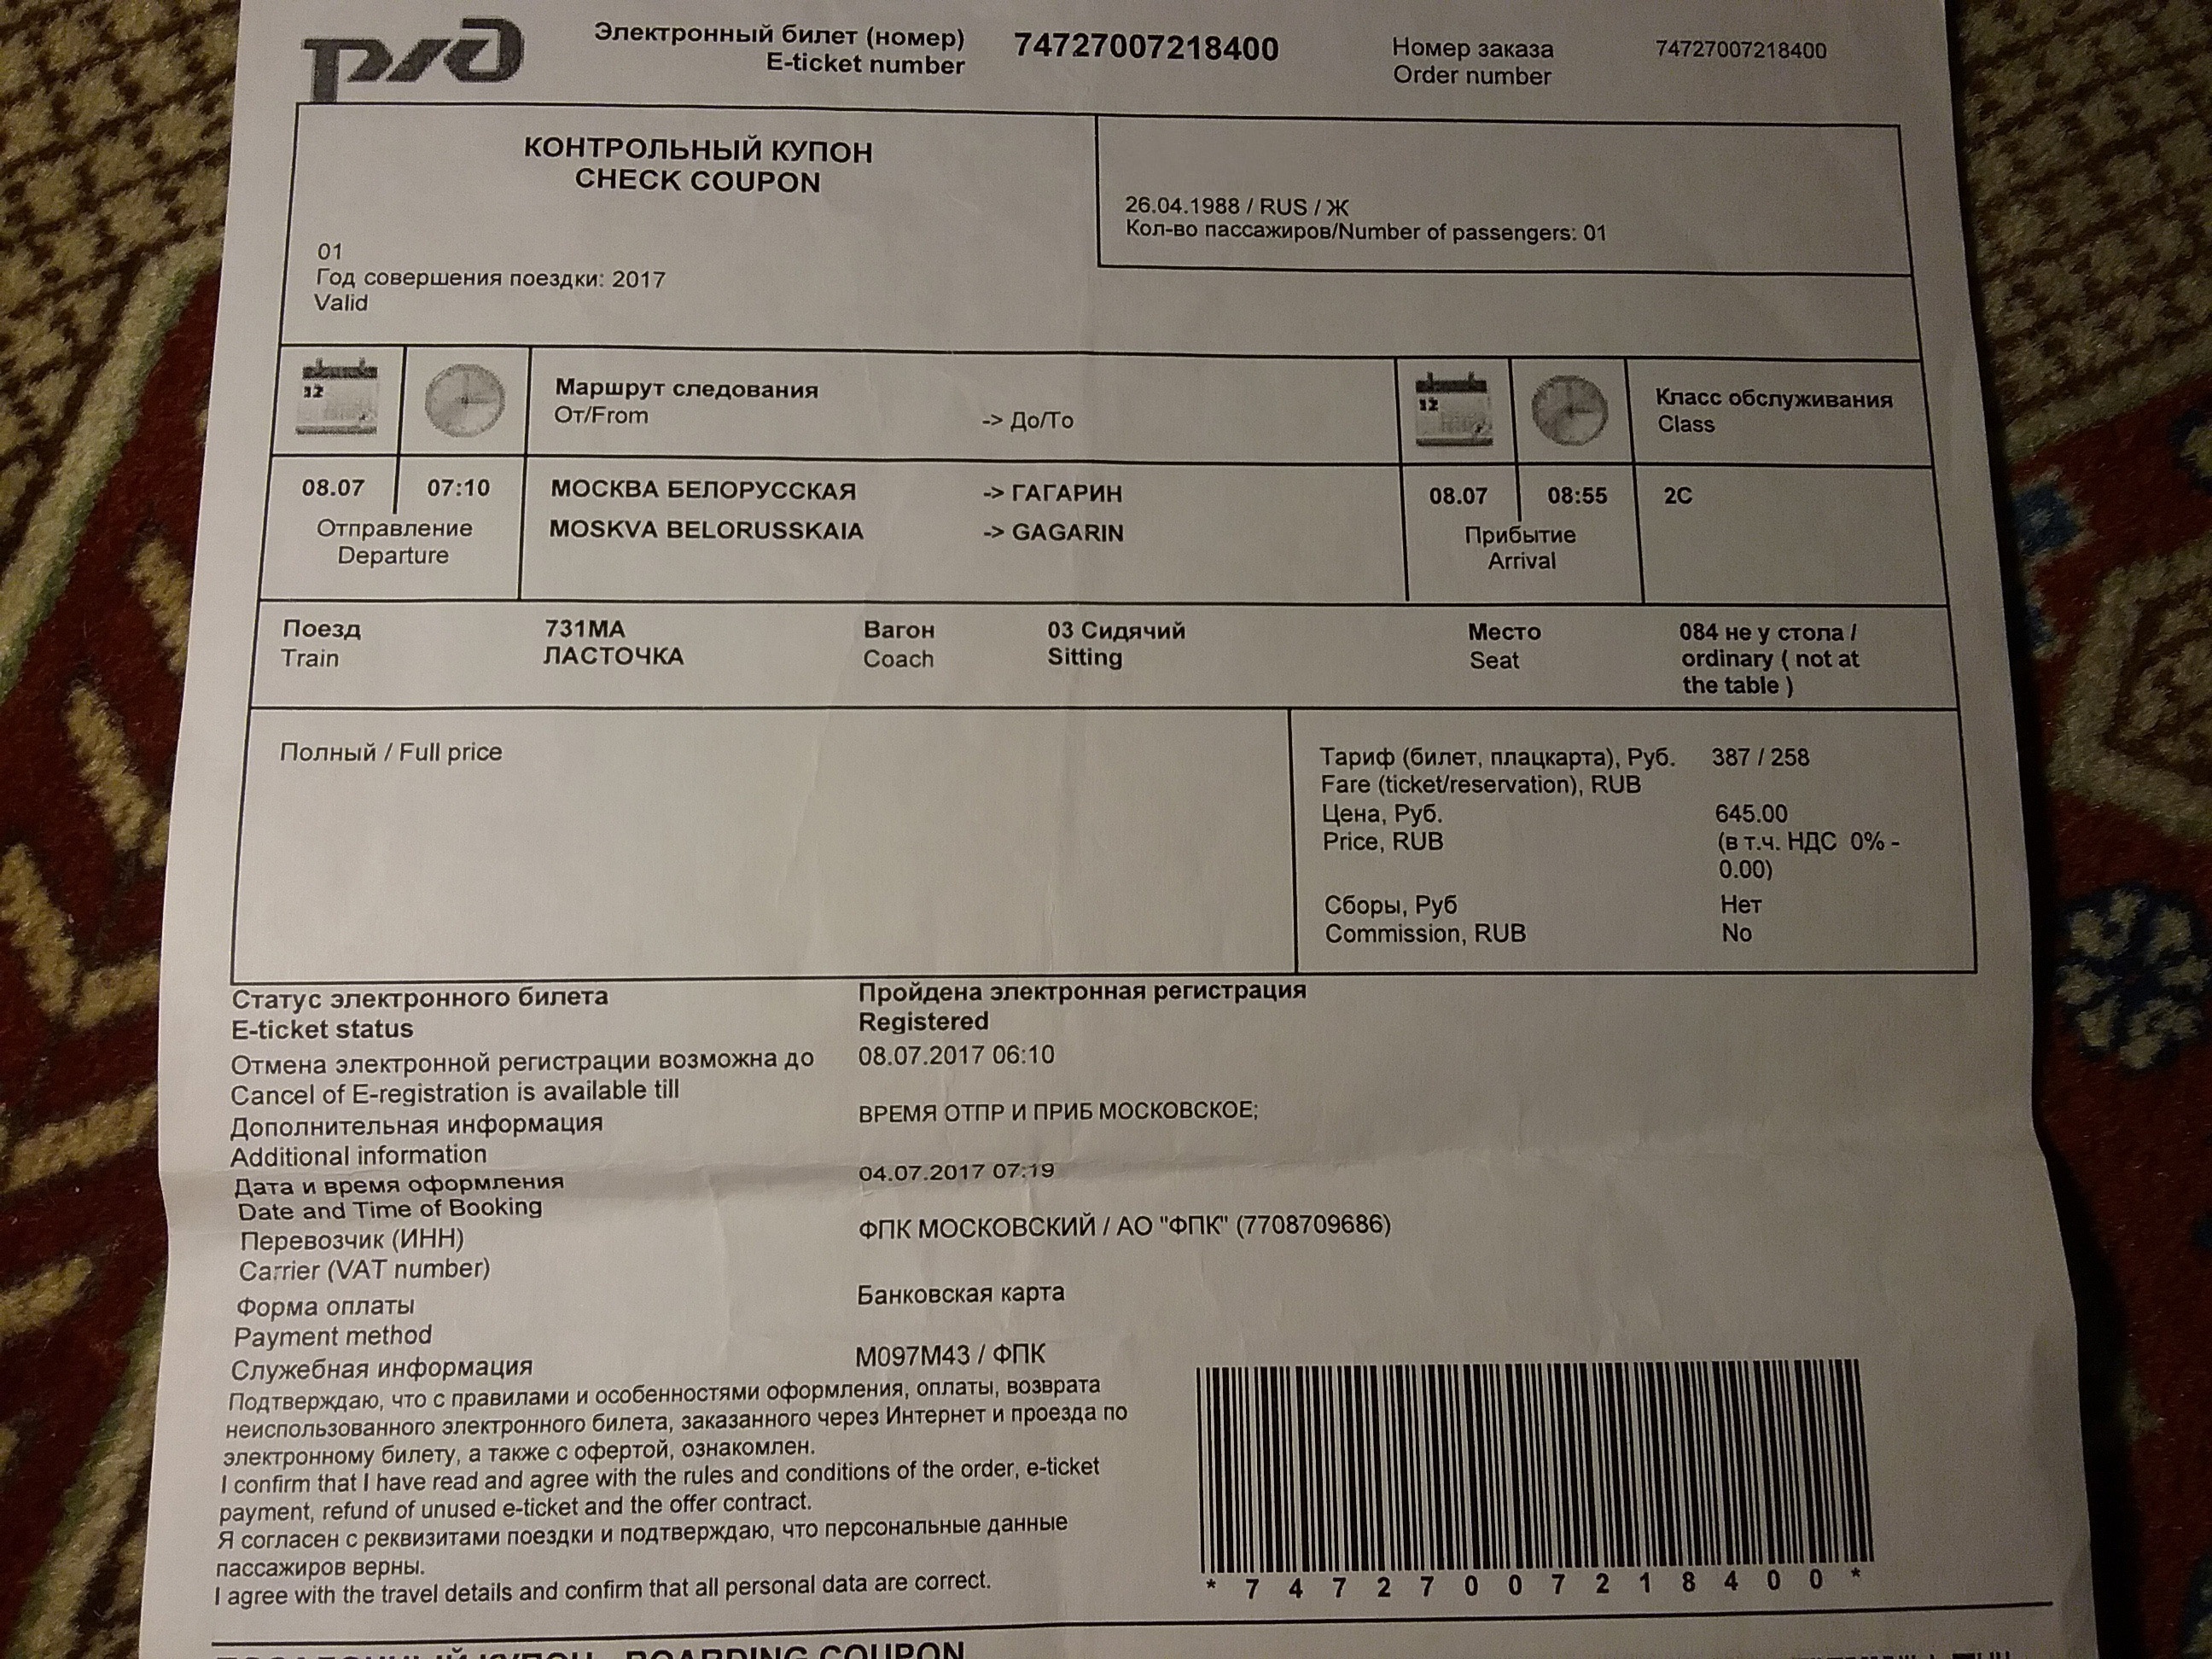 РЖД
Электронный билет (номер) 74727007218400 Номер заказа 74727007218400
E-ticket number Order number
КОНТРОЛЬНЫЙ КУПОН
CHECK COUPON
26.04.1988 / RUS / Ж
Кол-во пассажиров/Number of passengers: 01
01
Год совершения поездки: 2017
Valid
12
Маршрут следования
От/From -> До/To
12
Класс обслуживания
Class
08.07 07:10 МОСКВА БЕЛОРУССКАЯ -> ГАГАРИН 08.07 08:55 2С
Отправление MOSKVA BELORUSSKAIA -> GAGARIN Прибытие
Departure Arrival
Поезд 731МА Вагон 03 Сидячий Место 084 не у стола /
Train ЛАСТОЧКА Coach Sitting Seat ordinary ( not at
the table )
Полный / Full price
Тариф (билет, плацкарта), Руб. 387 / 258
Fare (ticket/reservation), RUB
Цена, Руб. 645.00
Price, RUB (в т.ч. НДС 0% -
0.00)
Сборы, Руб Нет
Commission, RUB No
Статус электронного билета Пройдена электронная регистрация
E-ticket status Registered
Отмена электронной регистрации возможна до 08.07.2017 06:10
Cancel of E-registration is available till
Дополнительная информация ВРЕМЯ ОТПР И ПРИБ МОСКОВСКОЕ;
Additional information
Дата и время оформления 04.07.2017 07:19
Date and Time of Booking
Перевозчик (ИНН) ФПК МОСКОВСКИЙ / АО "ФПК" (7708709686)
Carrier (VAT number)
Форма оплаты Банковская карта
Payment method
Служебная информация М097М43 / ФПК
Подтверждаю, что с правилами и особенностями оформления, оплаты, возврата
неиспользованного электронного билета, заказанного через Интернет и проезда по
электронному билету, а также с офертой, ознакомлен.
I confirm that I have read and agree with the rules and conditions of the order, e-ticket
payment, refund of unused e-ticket and the offer contract.
Я согласен с реквизитами поездки и подтверждаю, что персональные данные
пассажиров верны.
I agree with the travel details and confirm that all personal data are correct.
* 7 4 7 2 7 0 0 7 2 1 8 4 0 0 *
ПОСАДОЧНЫЙ КУПОН - BOARDING COUPON